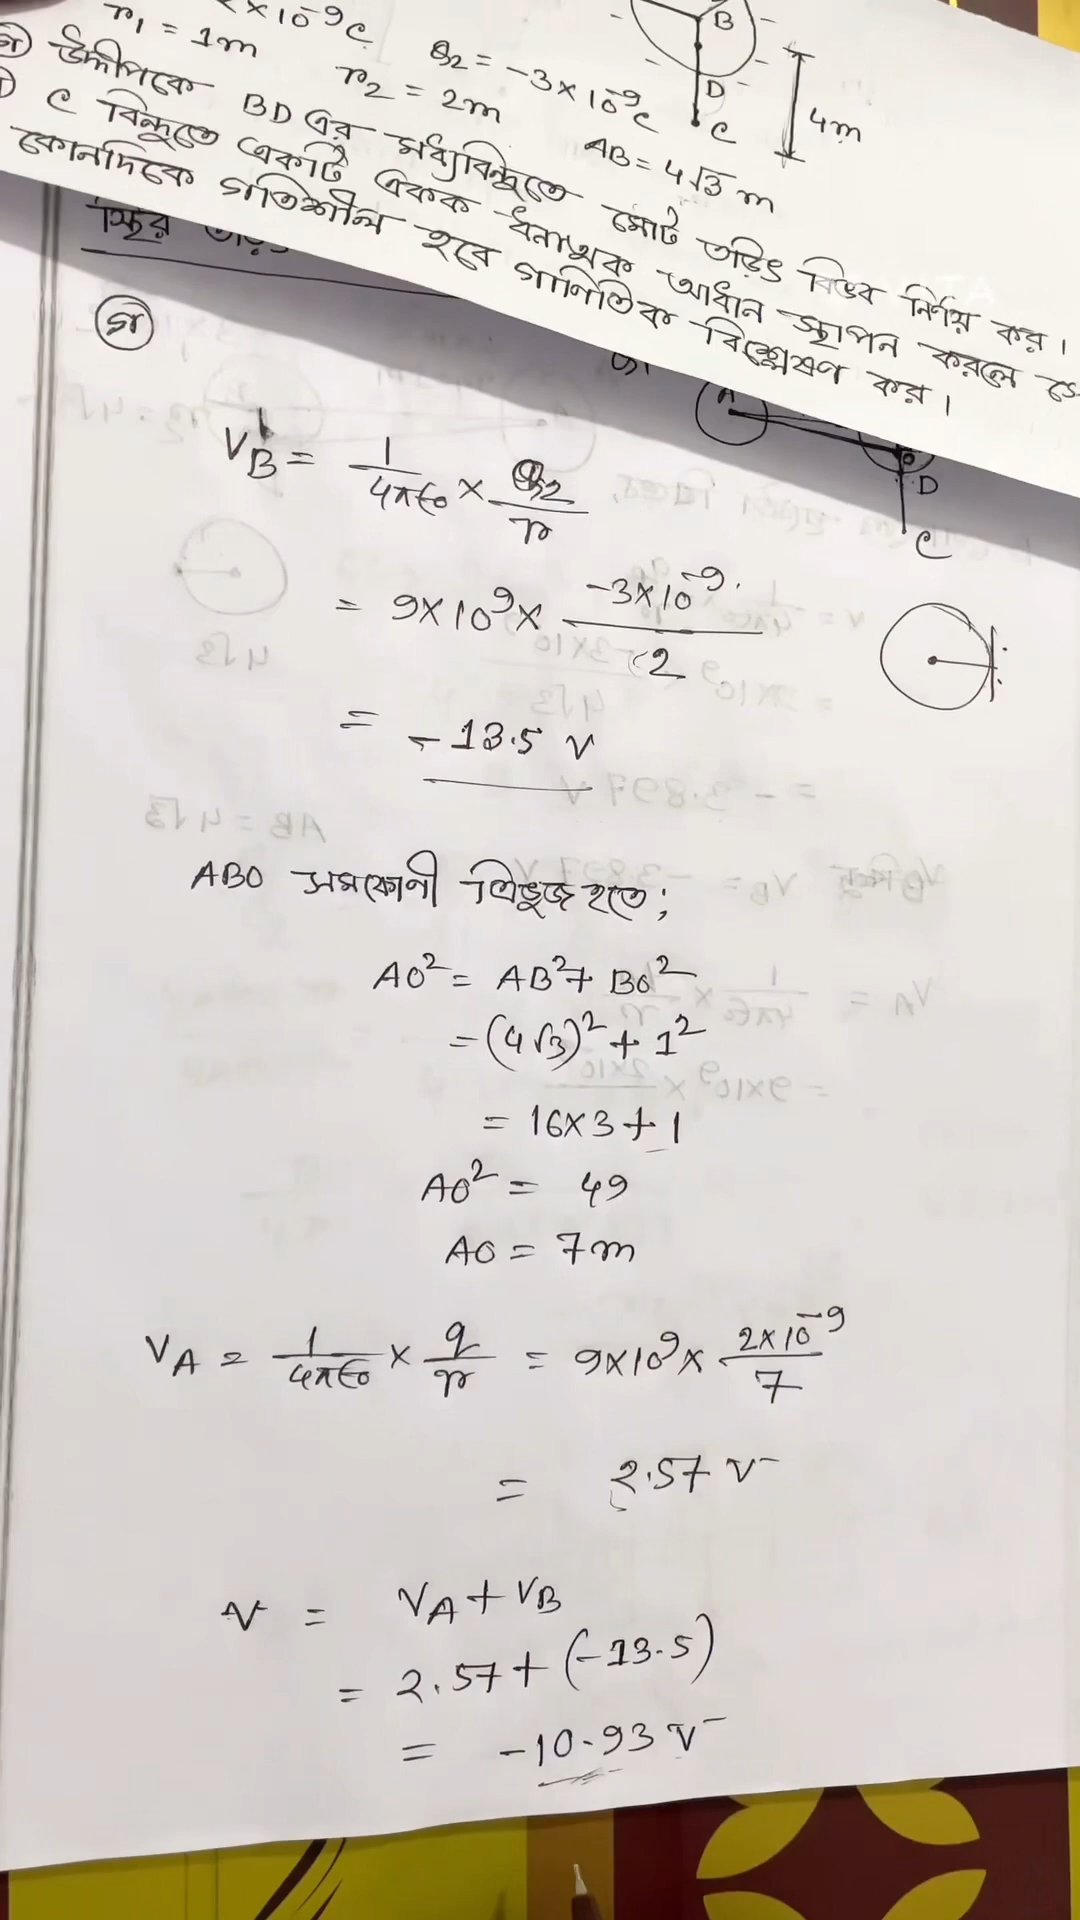 2×10⁻⁹C
Q₂ = -3×10⁻⁹C
r₁ = 1m
r₂ = 2m
AB = 4√3 m
B
D
C
4m
গ উদ্দীপকে BD এর মধ্যবিন্দুতে মোট তড়িৎ বিভব নির্ণয় কর।
C বিন্দুতে একটি একক ধনাত্মক আধান স্থাপন করলে
কোনদিকে গতিশীল হবে গাণিতিক বিশ্লেষণ কর।
স্থির
A
D
C
গ
V_B = 1/4πε₀ × Q₂/r
= 9×10⁹ × -3×10⁻⁹/2
= -13.5 V
ABO সমকোণী ত্রিভুজ হতে;
AO² = AB² + BO²
= (4√3)² + 1²
= 16×3+1
AO² = 49
AO = 7m
V_A = 1/4πε₀ × q/r = 9×10⁹ × 2×10⁻⁹/7
= 2.57 V
V = V_A + V_B
= 2.57 + (-13.5)
= -10.93 V